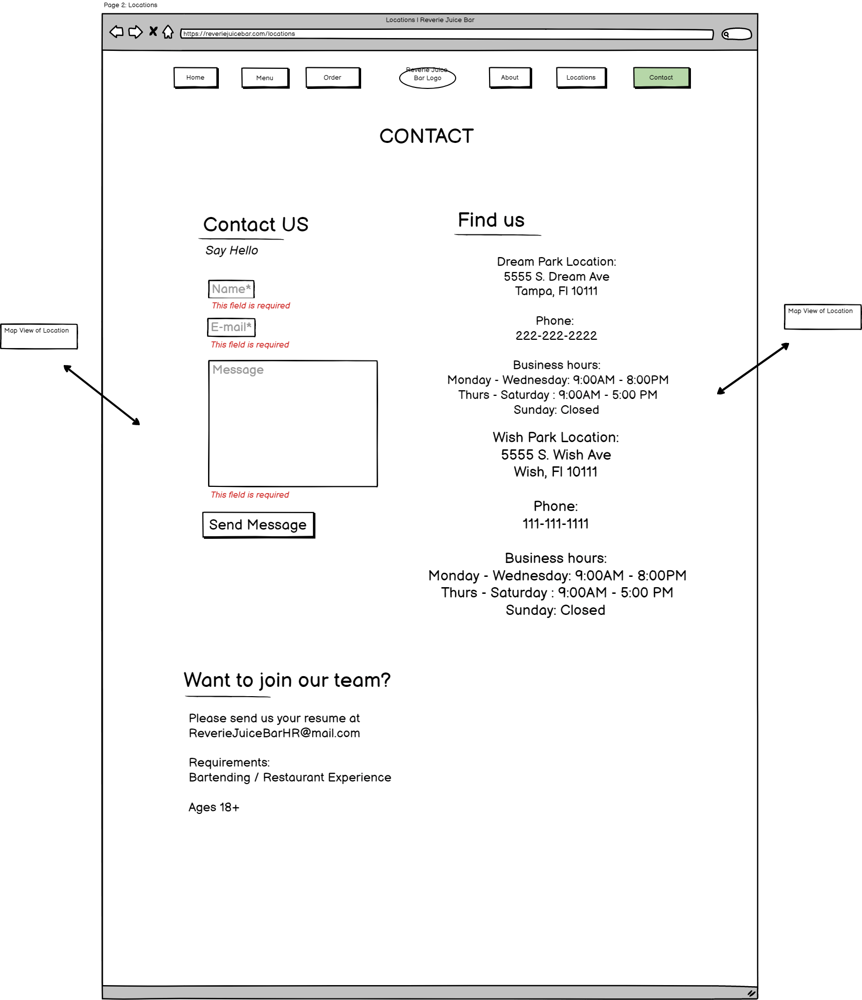 Page 2: Locations
Locations | Reverie Juice Bar
https://reveriejuicebar.com/locations
Home
Menu
Order
Reverie Juice
Bar Logo
About
Locations
Contact
CONTACT
Contact US
Say Hello
Name*
This field is required
E-mail*
This field is required
Message
This field is required
Send Message
Find us
Dream Park Location:
5555 S. Dream Ave
Tampa, Fl 10111
Phone:
222-222-2222
Business hours:
Monday - Wednesday: 9:00AM - 8:00PM
Thurs - Saturday : 9:00AM - 5:00 PM
Sunday: Closed
Wish Park Location:
5555 S. Wish Ave
Wish, Fl 10111
Phone:
111-111-1111
Business hours:
Monday - Wednesday: 9:00AM - 8:00PM
Thurs - Saturday : 9:00AM - 5:00 PM
Sunday: Closed
Map View of Location
Map View of Location
Want to join our team?
Please send us your resume at
ReverieJuiceBarHR@mail.com
Requirements:
Bartending / Restaurant Experience
Ages 18+